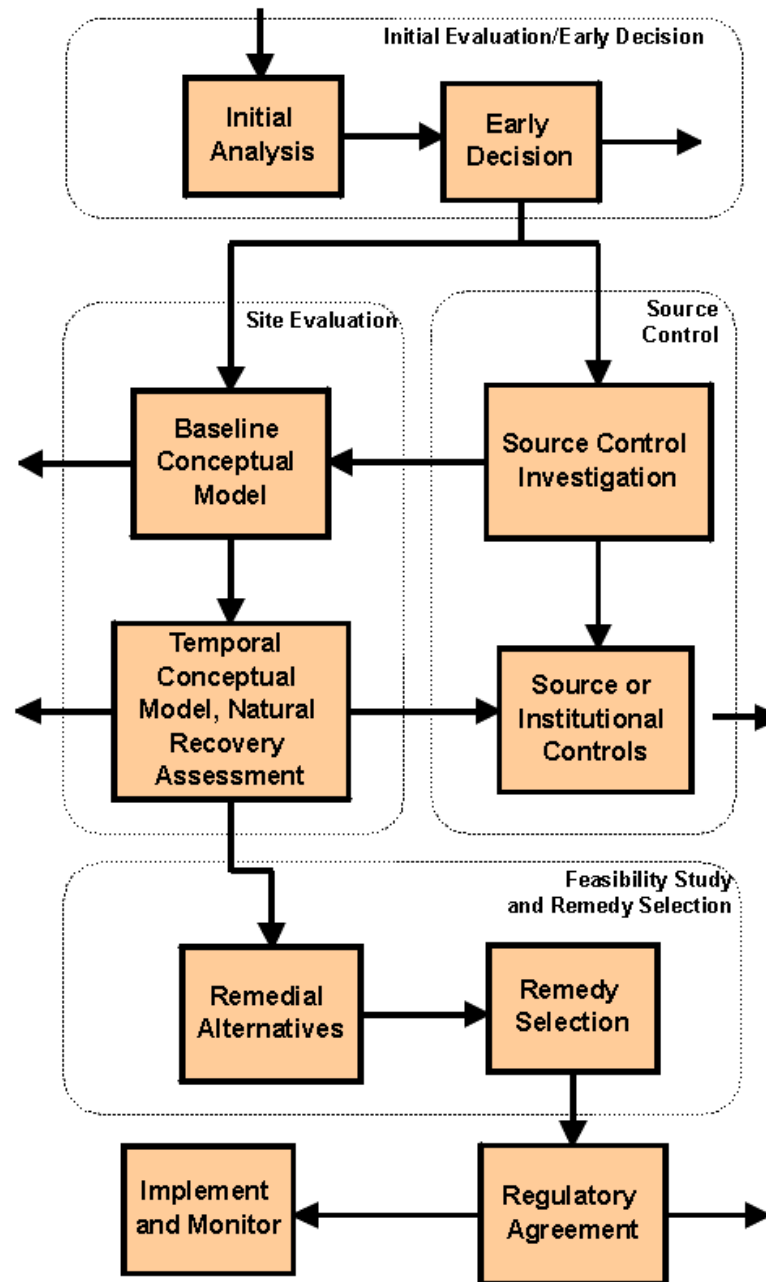 Initial Evaluation/Early Decision
Initial
Analysis
Early
Decision
Site Evaluation
Source
Control
Baseline
Conceptual
Model
Source Control
Investigation
Temporal
Conceptual
Model, Natural
Recovery
Assessment
Source or
Institutional
Controls
Feasibility Study
and Remedy Selection
Remedial
Alternatives
Remedy
Selection
Implement
and Monitor
Regulatory
Agreement